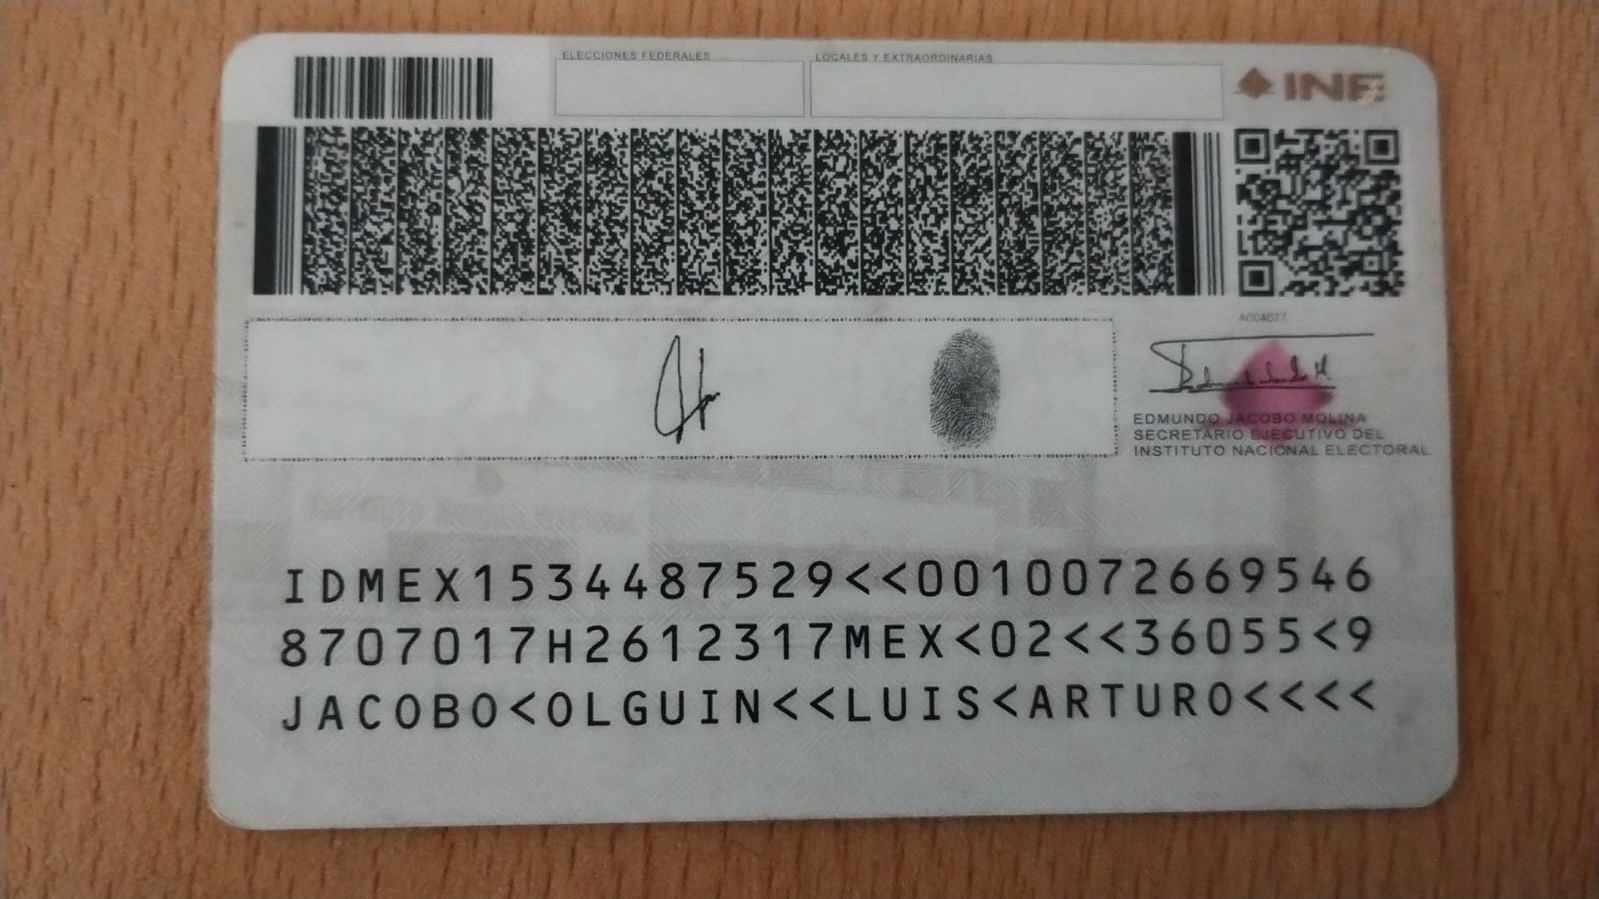 ELECCIONES FEDERALES
LOCALES Y EXTRAORDINARIAS
INE
EDMUNDO JACOBO MOLINA
SECRETARIO EJECUTIVO DEL
INSTITUTO NACIONAL ELECTORAL
IDMEX1534487529<<0010072669546
8707017H2612317MEX<02<<36055<9
JACOBO<OLGUIN<<LUIS<ARTURO<<<<